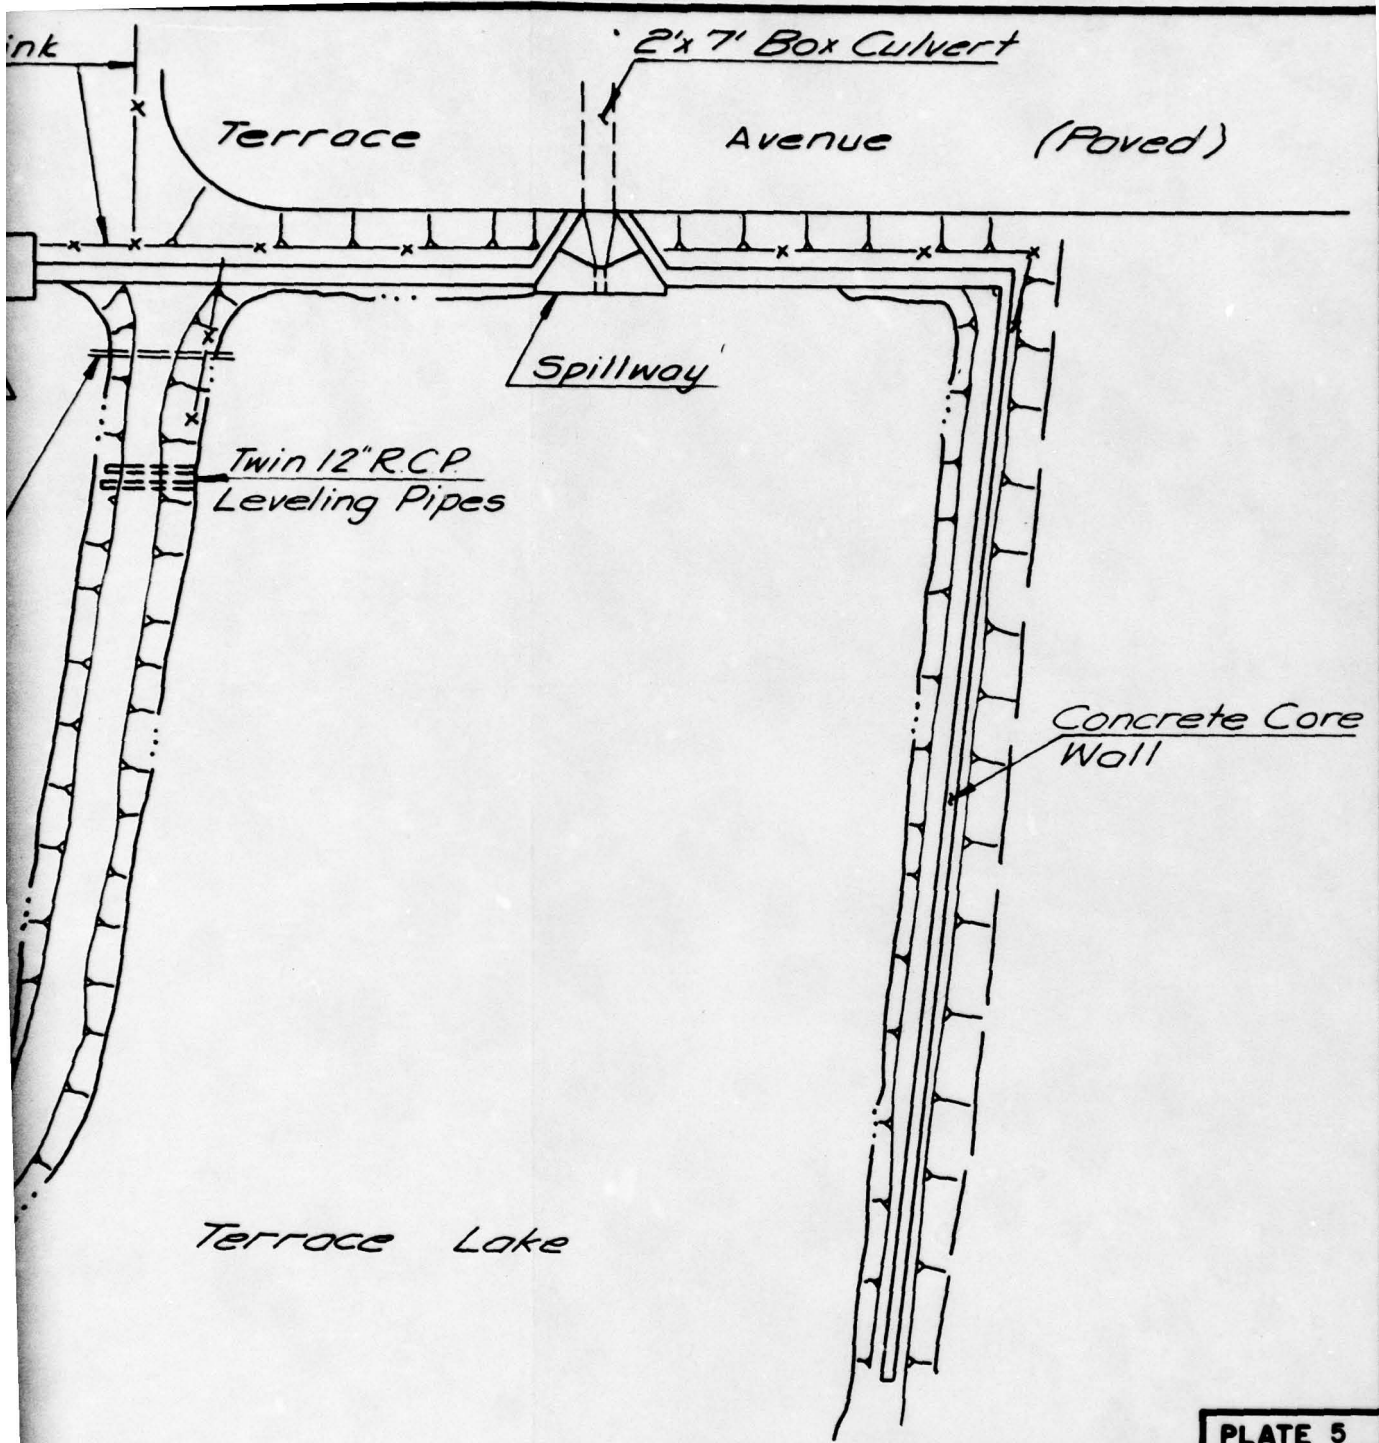 2'x 7' Box Culvert
Terrace Avenue (Paved)
Spillway
Twin 12" R.C.P.
Leveling Pipes
Concrete Core
Wall
Terrace Lake
PLATE 5